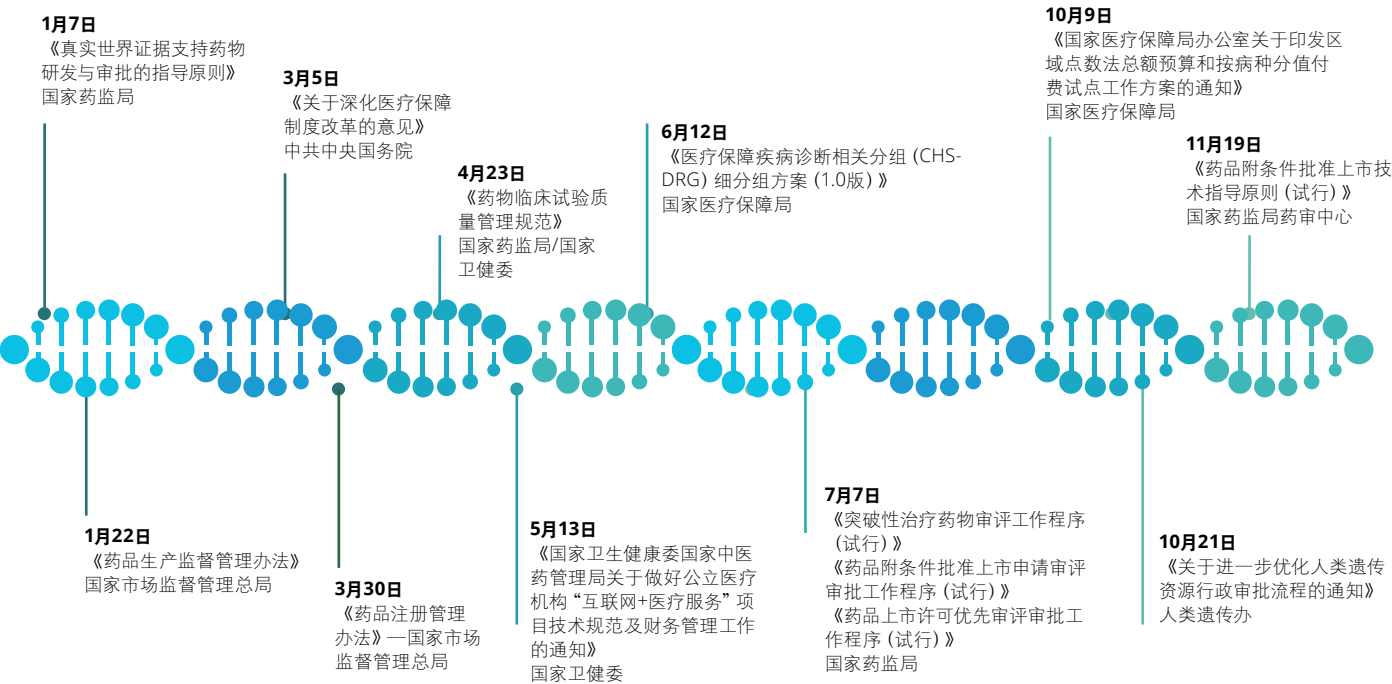 1月7日
《真实世界证据支持药物
研发与审批的指导原则》
国家药监局
1月22日
《药品生产监督管理办法》
国家市场监督管理总局
3月5日
《关于深化医疗保障
制度改革的意见》
中共中央国务院
3月30日
《药品注册管理
办法》—国家市场
监督管理总局
4月23日
《药物临床试验质
量管理规范》
国家药监局/国家
卫健委
5月13日
《国家卫生健康委国家中医
药管理局关于做好公立医疗
机构“互联网+医疗服务”项
目技术规范及财务管理工作
的通知》
国家卫健委
6月12日
《医疗保障疾病诊断相关分组（CHS-
DRG）细分组方案（1.0版）》
国家医疗保障局
7月7日
《突破性治疗药物审评工作程序
（试行）》
《药品附条件批准上市申请审评
审批工作程序（试行）》
《药品上市许可优先审评审批工
作程序（试行）》
国家药监局
10月9日
《国家医疗保障局办公室关于印发区
域点数法总额预算和按病种分值付
费试点工作方案的通知》
国家医疗保障局
10月21日
《关于进一步优化人类遗传
资源行政审批流程的通知》
人类遗传办
11月19日
《药品附条件批准上市技
术指导原则（试行）》
国家药监局药审中心